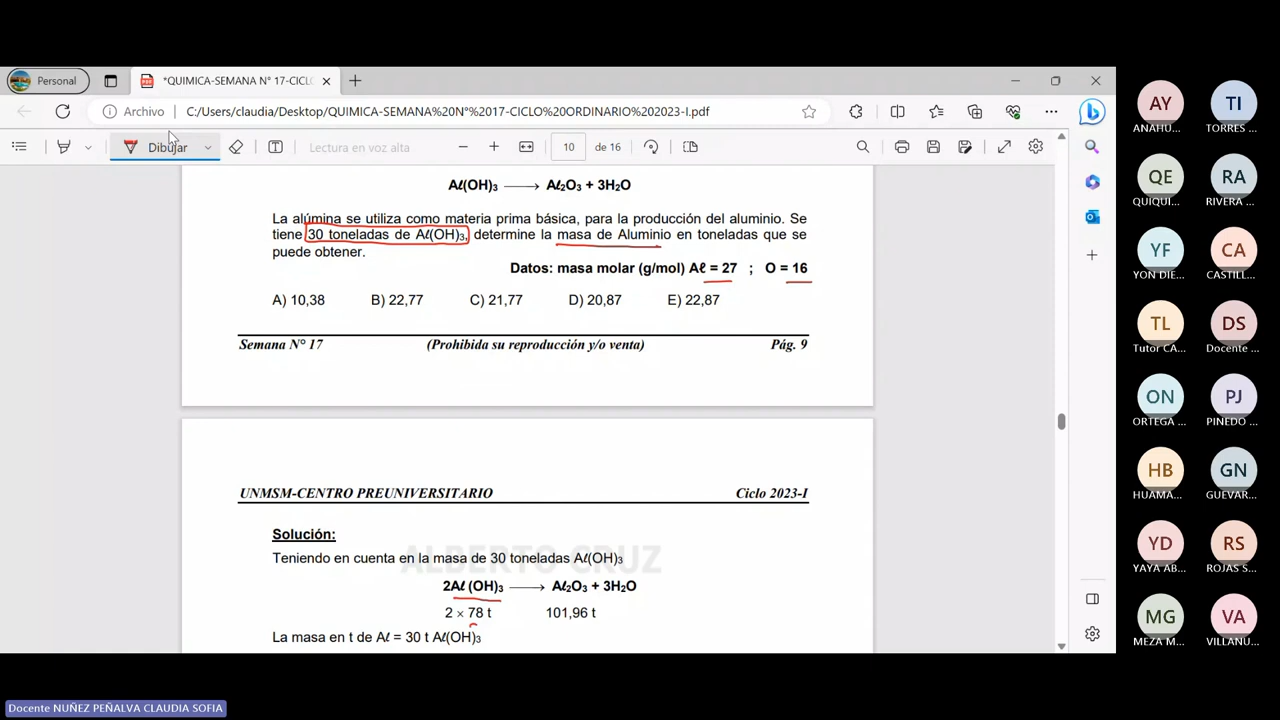 Personal
*QUIMICA-SEMANA N° 17-CICLO
Archivo
C:/Users/claudia/Desktop/QUIMICA-SEMANA%20N°%2017-CICLO%20ORDINARIO%202023-I.pdf
Dibujar
Lectura en voz alta
10 de 16
Aℓ(OH)₃ ⟶ Aℓ₂O₃ + 3H₂O
La alúmina se utiliza como materia prima básica, para la producción del aluminio. Se
tiene 30 toneladas de Aℓ(OH)₃, determine la masa de Aluminio en toneladas que se
puede obtener.
Datos: masa molar (g/mol) Aℓ = 27 ; O = 16
A) 10,38 B) 22,77 C) 21,77 D) 20,87 E) 22,87
Semana N° 17 (Prohibida su reproducción y/o venta) Pág. 9
UNMSM-CENTRO PREUNIVERSITARIO Ciclo 2023-I
Solución:
ALBERTO CRUZ
Teniendo en cuenta en la masa de 30 toneladas Aℓ(OH)₃
2Aℓ (OH)₃ ⟶ Aℓ₂O₃ + 3H₂O
2 × 78 t 101,96 t
La masa en t de Aℓ = 30 t Aℓ(OH)₃
AY TI
ANAHU... TORRES ...
QE RA
QUIQUI... RIVERA ...
YF CA
YON DIE... CASTILL...
TL DS
Tutor CA... Docente ...
ON PJ
ORTEGA ... PINEDO ...
HB GN
HUAMA... GUEVAR...
YD RS
YAYA AB... ROJAS S...
MG VA
MEZA M... VILLANU...
Docente NUÑEZ PEÑALVA CLAUDIA SOFIA